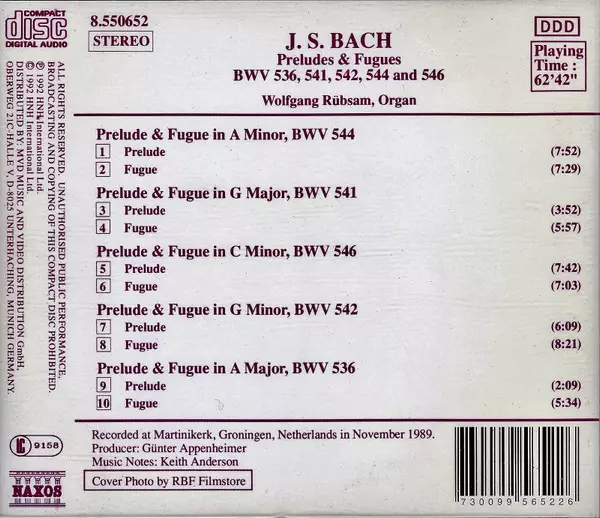 COMPACT
disc
DIGITAL AUDIO
8.550652
STEREO
J. S. BACH
Preludes & Fugues
BWV 536, 541, 542, 544 and 546
Wolfgang Rübsam, Organ
DDD
Playing
Time :
62'42"
Prelude & Fugue in A Minor, BWV 544
1 Prelude (7:52)
2 Fugue (7:29)
Prelude & Fugue in G Major, BWV 541
3 Prelude (3:52)
4 Fugue (5:57)
Prelude & Fugue in C Minor, BWV 546
5 Prelude (7:42)
6 Fugue (7:03)
Prelude & Fugue in G Minor, BWV 542
7 Prelude (6:09)
8 Fugue (8:21)
Prelude & Fugue in A Major, BWV 536
9 Prelude (2:09)
10 Fugue (5:34)
Recorded at Martinikerk, Groningen, Netherlands in November 1989.
Producer: Günter Appenheimer
Music Notes: Keith Anderson
Cover Photo by RBF Filmstore
C 9158
NAXOS
7 30099 56522 6
ALL RIGHTS RESERVED. UNAUTHORISED PUBLIC PERFORMANCE,
BROADCASTING AND COPYING OF THIS COMPACT DISC PROHIBITED.
℗ 1992 HNH International Ltd.
© 1992 HNH International Ltd.
DISTRIBUTED BY: MVD MUSIC AND VIDEO DISTRIBUTION GmbH,
OBERWEG 21C-HALLE V, D-8025 UNTERHACHING, MUNICH GERMANY.